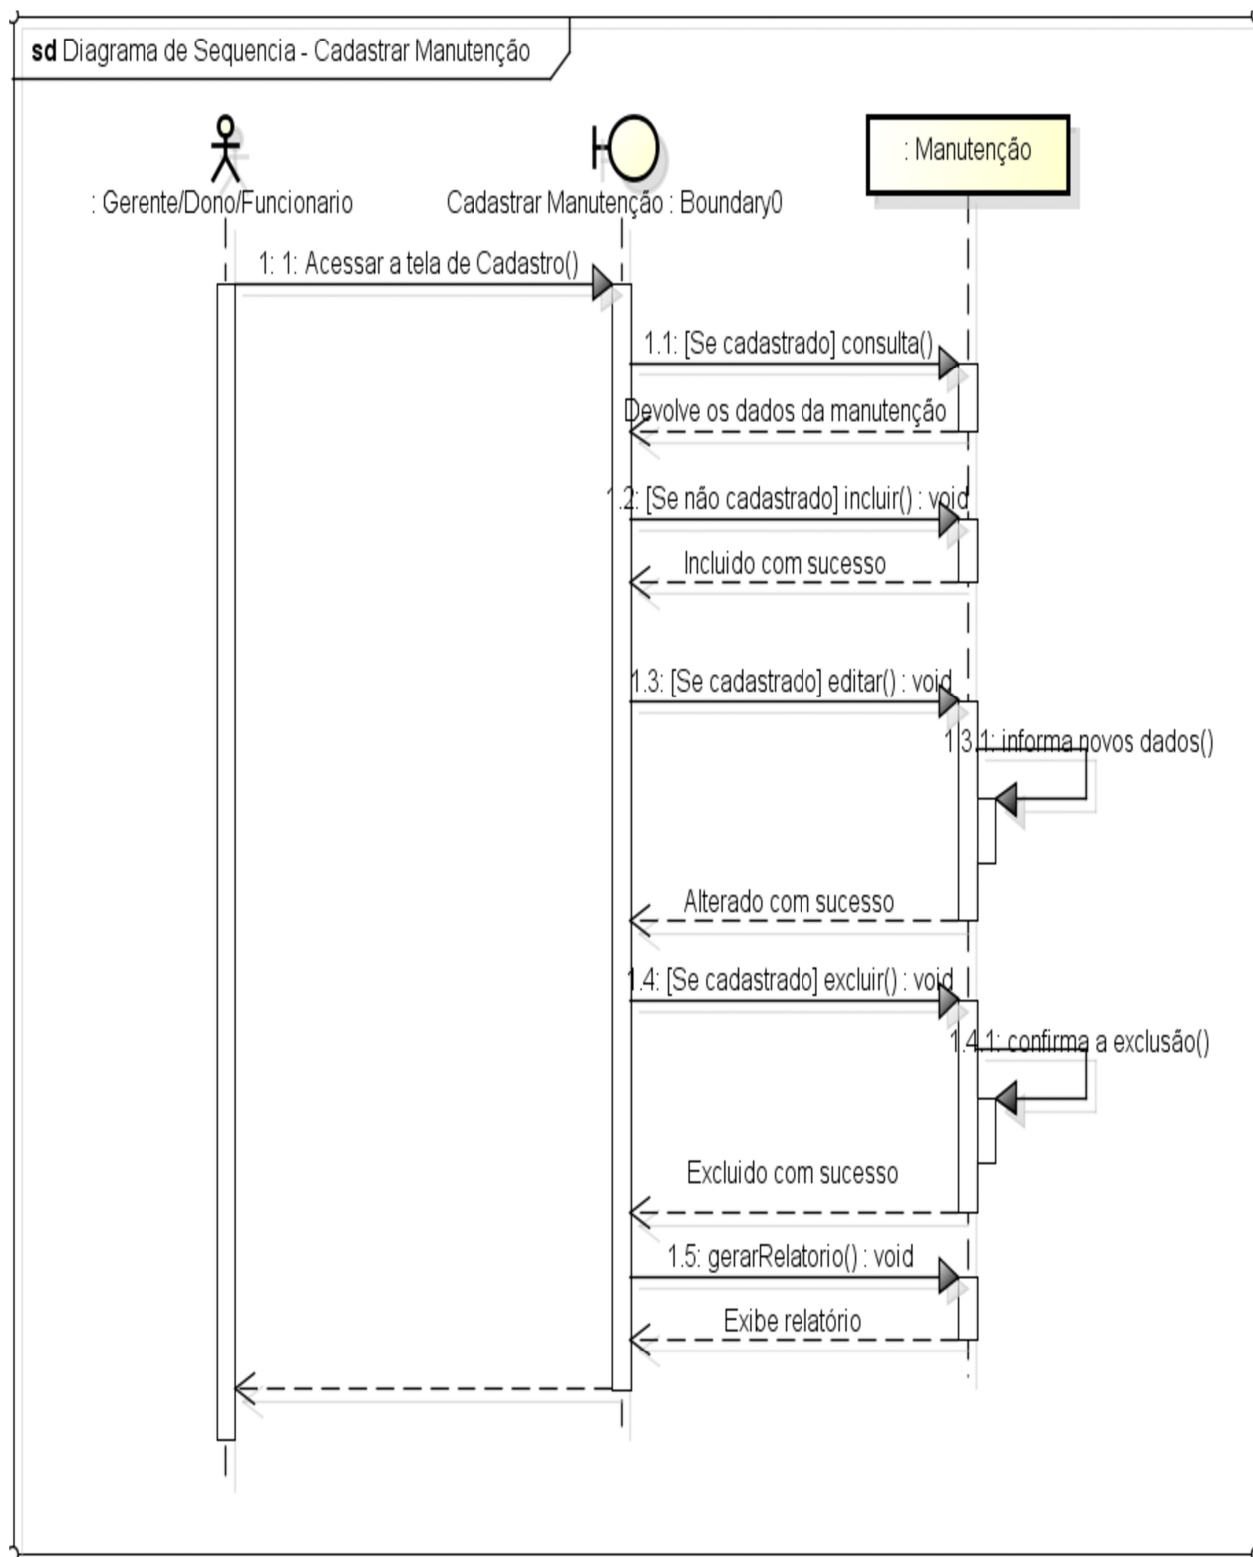 sd Diagrama de Sequencia - Cadastrar Manutenção
: Gerente/Dono/Funcionario
Cadastrar Manutenção : Boundary0
: Manutenção
1: 1: Acessar a tela de Cadastro()
1.1: [Se cadastrado] consulta()
Devolve os dados da manutenção
1.2: [Se não cadastrado] incluir() : void
Incluido com sucesso
1.3: [Se cadastrado] editar() : void
1.3.1: informa novos dados()
Alterado com sucesso
1.4: [Se cadastrado] excluir() : void
1.4.1: confirma a exclusão()
Excluido com sucesso
1.5: gerarRelatorio() : void
Exibe relatório